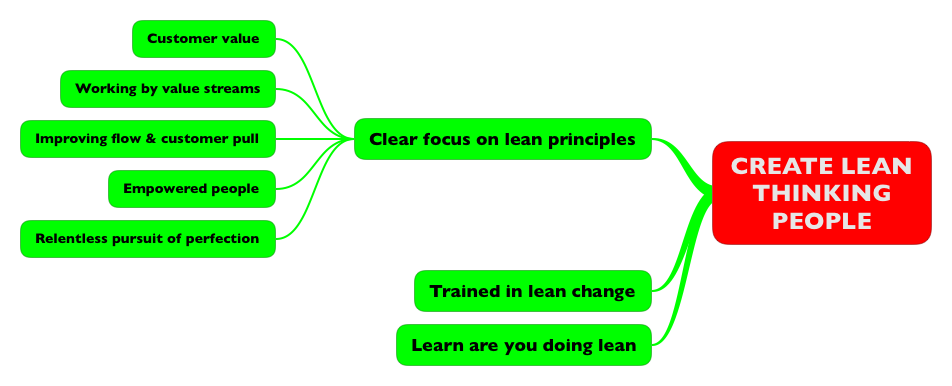 Customer value
Working by value streams
Improving flow & customer pull
Empowered people
Relentless pursuit of perfection
Clear focus on lean principles
Trained in lean change
Learn are you doing lean
CREATE LEAN
THINKING
PEOPLE